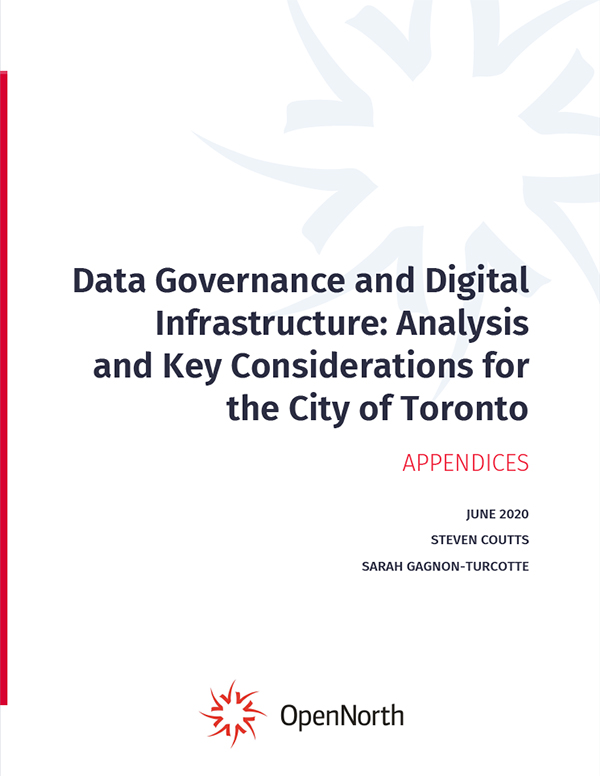 Data Governance and Digital
Infrastructure: Analysis
and Key Considerations for
the City of Toronto
APPENDICES
JUNE 2020
STEVEN COUTTS
SARAH GAGNON-TURCOTTE
OpenNorth